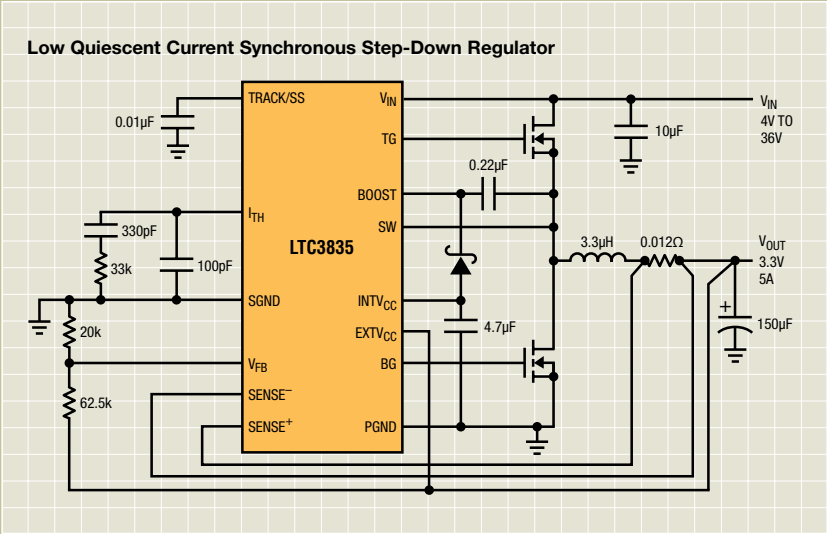 Low Quiescent Current Synchronous Step-Down Regulator
TRACK/SS
VIN
VIN
4V TO
36V
0.01µF
TG
10µF
0.22µF
BOOST
ITH
330pF
SW
LTC3835
3.3µH
0.012Ω
VOUT
3.3V
5A
33k
100pF
SGND
INTVCC
20k
EXTVCC
4.7µF
150µF
+
VFB
BG
62.5k
SENSE−
SENSE+
PGND